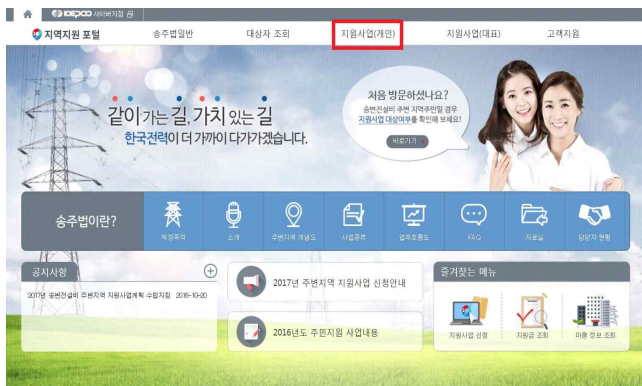 KEPCO 사이버지점
지역지원 포털
송주법일반
대상자 조회
지원사업(개인)
지원사업(대표)
고객지원
같이 가는 길, 가치 있는 길
한국전력이 더 가까이 다가가겠습니다.
처음 방문하셨나요?
송변전설비 주변 지역주민일 경우
지원사업 대상여부를 확인해 보세요!
바로가기
송주법이란?
제정목적
소개
주변지역 개념도
사업종류
업무흐름도
FAQ
자료실
담당자 현황
공지사항
2017년 송변전설비 주변지역 지원사업계획 수립지침 2016-10-20
2017년 주변지역 지원사업 신청안내
2016년도 주민지원 사업내용
즐겨찾는 메뉴
지원사업 신청
지원금 조회
마을 정보 조회